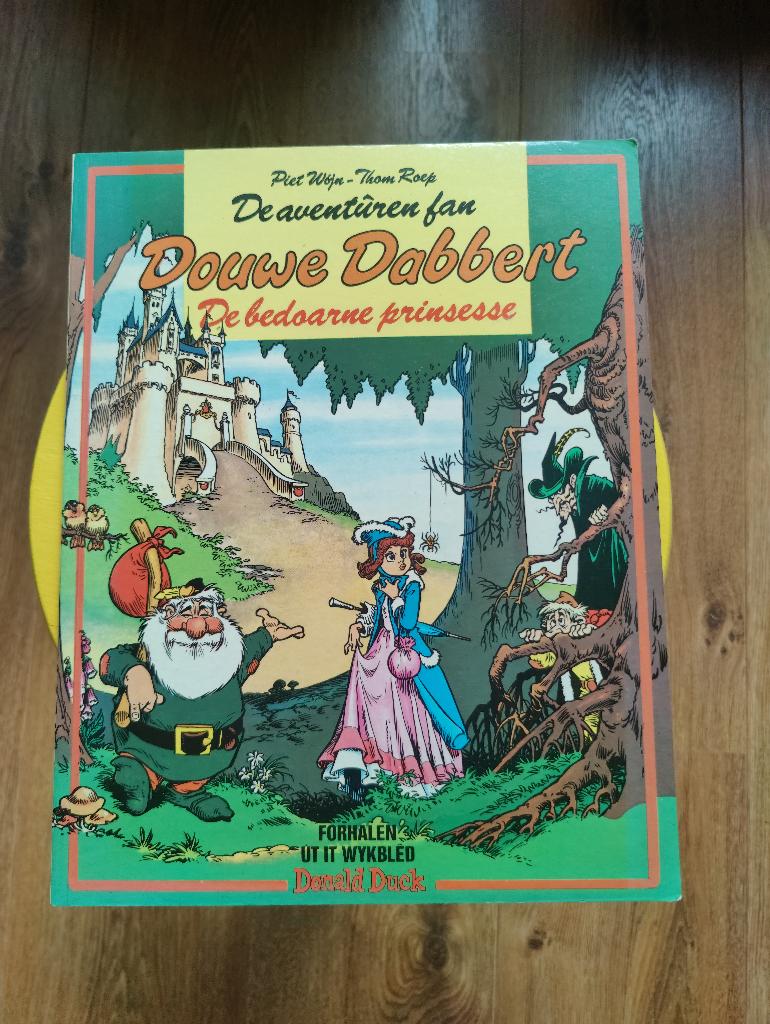 Piet Wijn - Thom Roep
De aventûren fan
Douwe Dabbert
De bedoarne prinsesse
FORHALEN
ÚT IT WYKBLÊD
Donald Duck